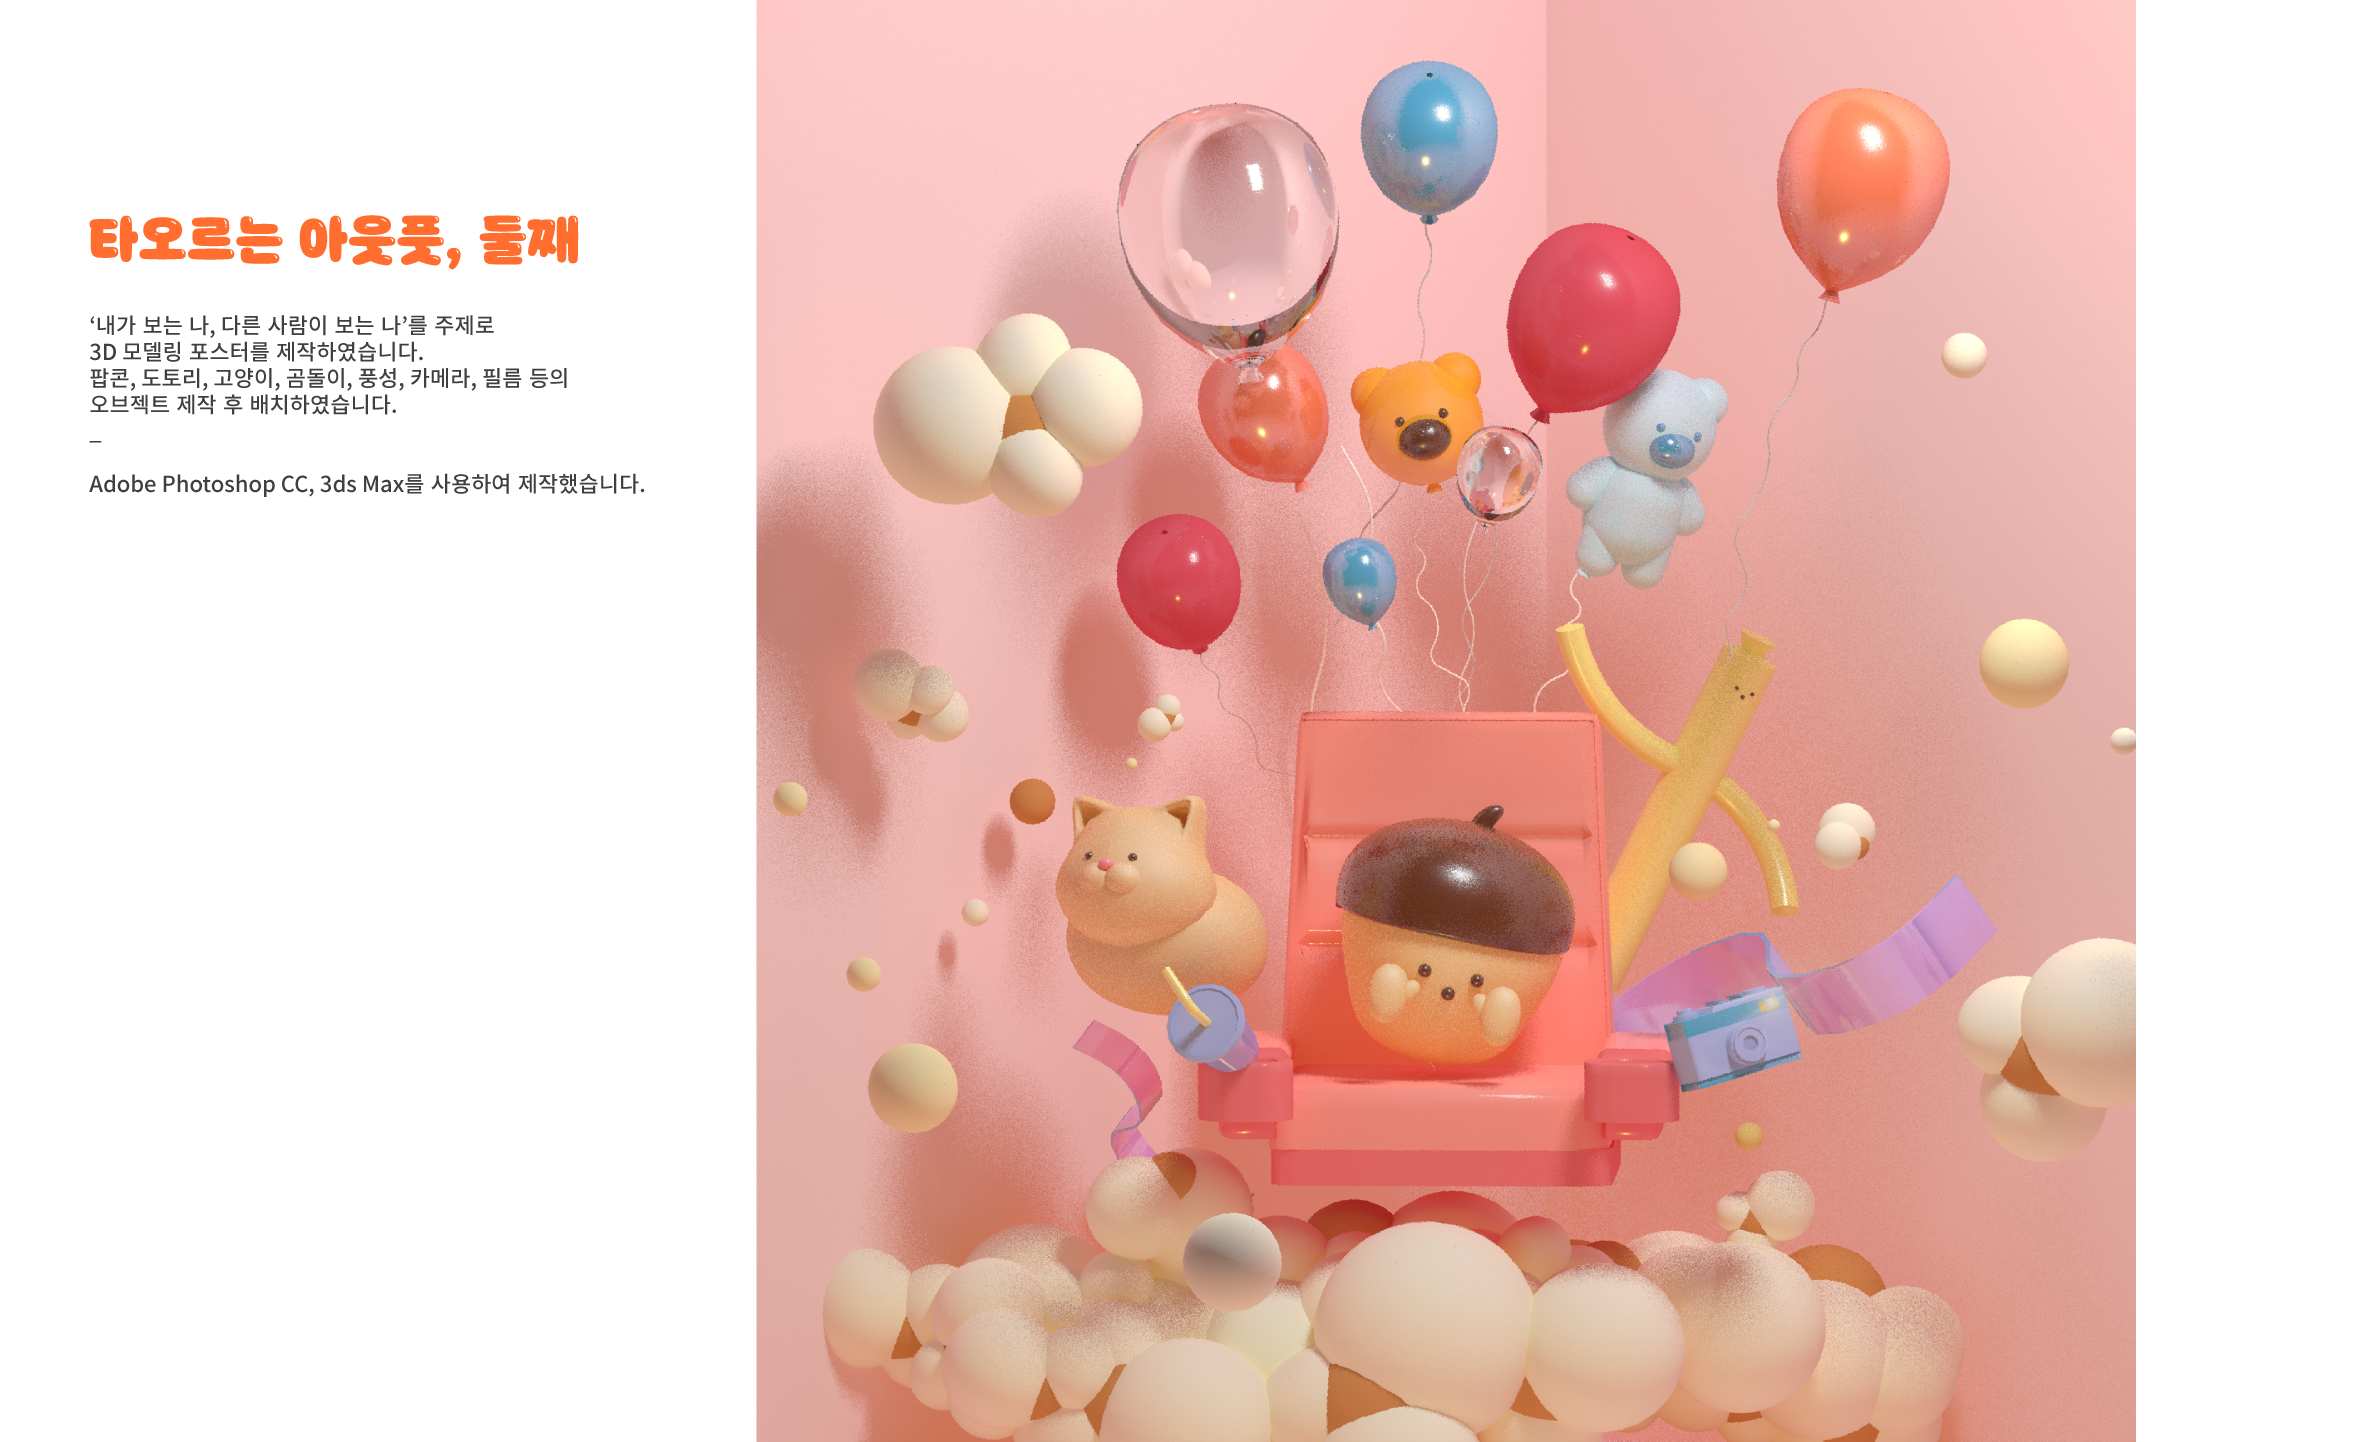 타오르는 아웃풋, 둘째
‘내가 보는 나, 다른 사람이 보는 나’를 주제로
3D 모델링 포스터를 제작하였습니다.
팝콘, 도토리, 고양이, 곰돌이, 풍성, 카메라, 필름 등의
오브젝트 제작 후 배치하였습니다.
–
Adobe Photoshop CC, 3ds Max를 사용하여 제작했습니다.